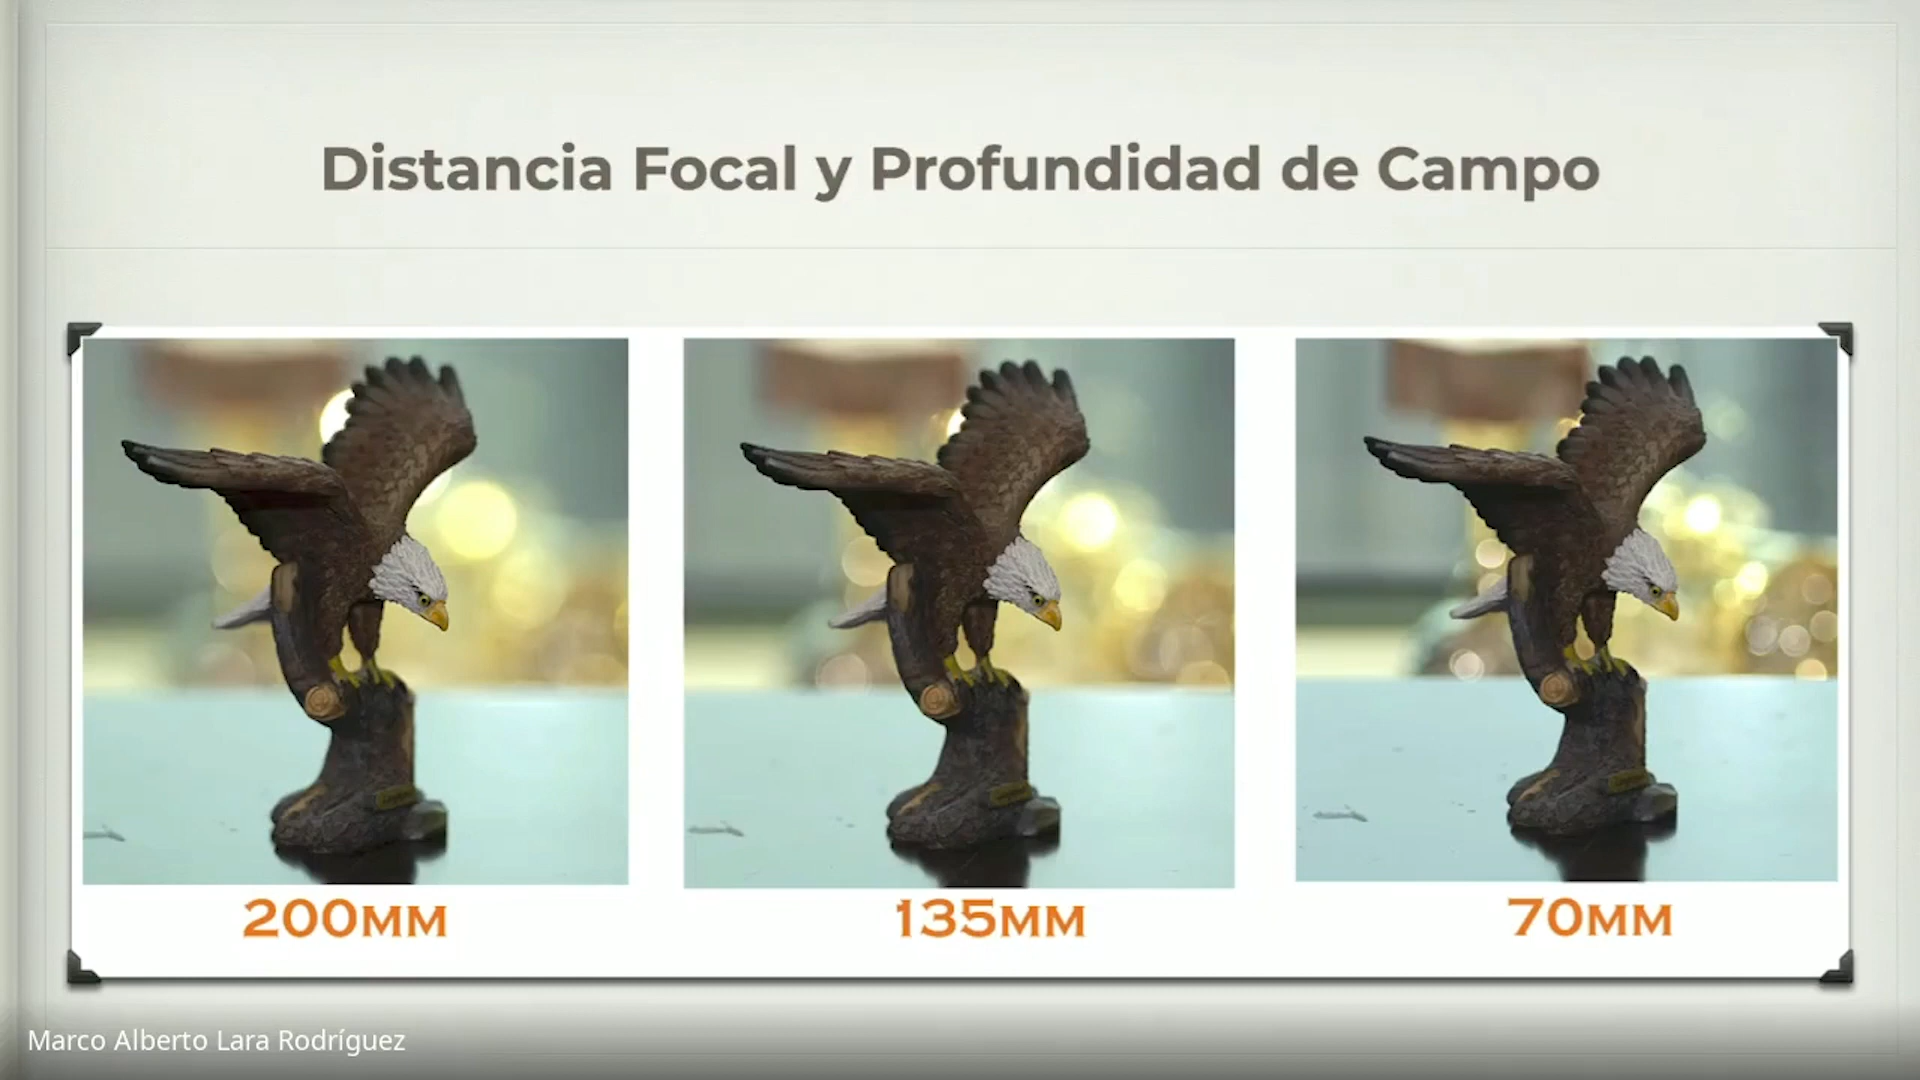 Distancia Focal y Profundidad de Campo
200MM
135MM
70MM
Marco Alberto Lara Rodríguez